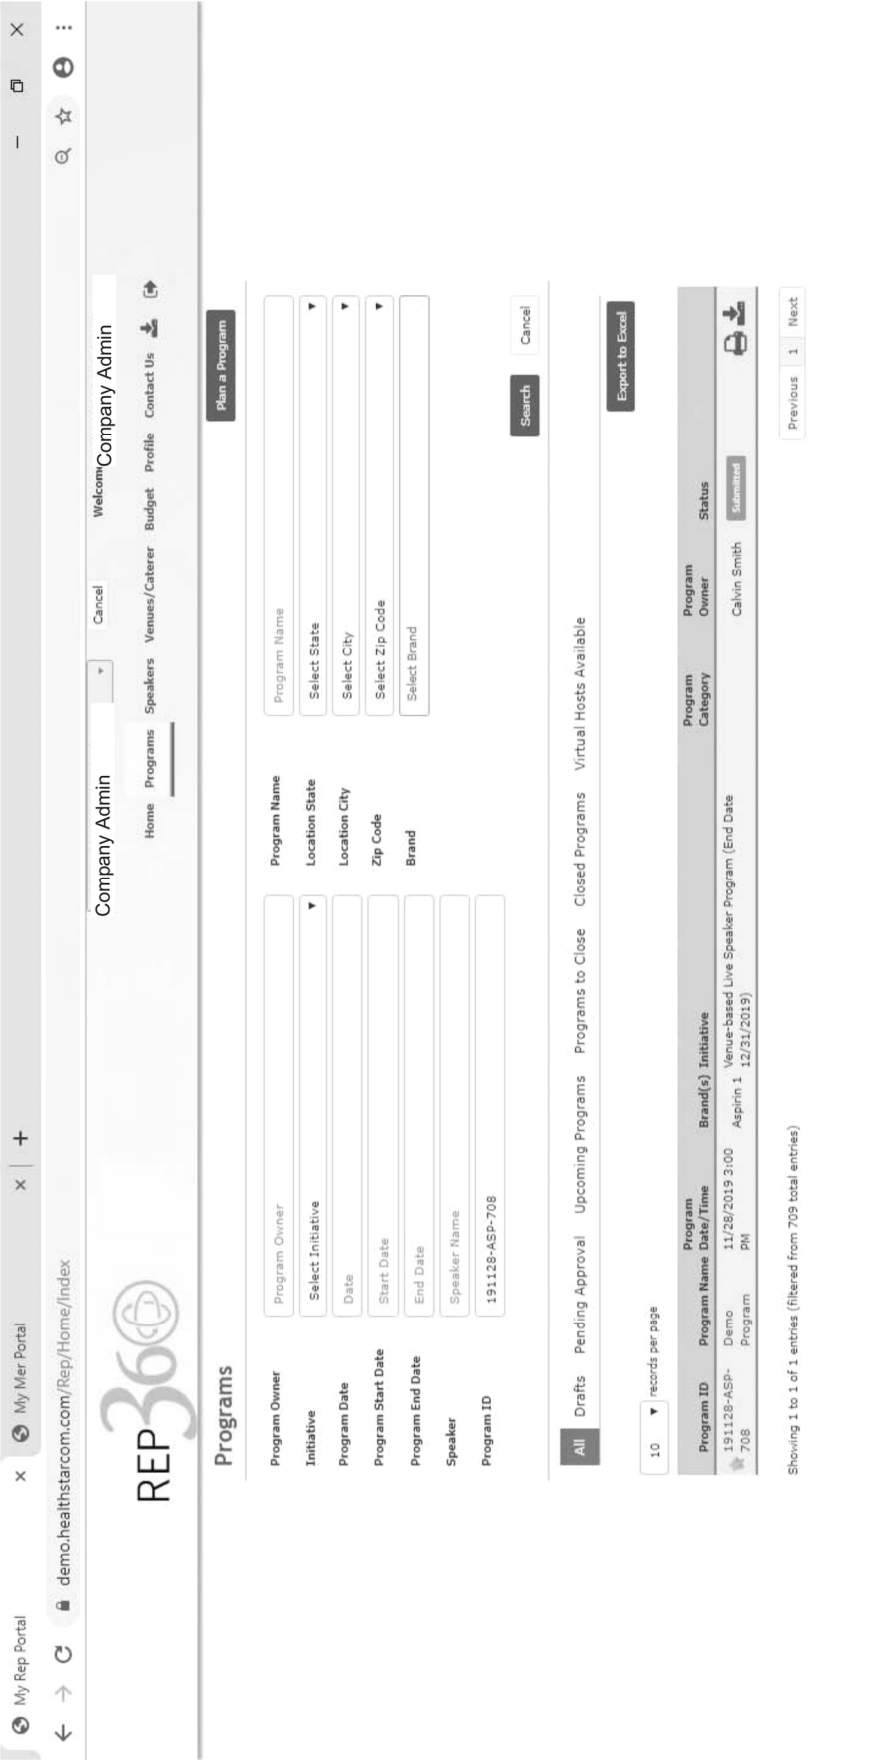 My Rep Portal
My Mer Portal
demo.healthstarcom.com/Rep/Home/Index
Company Admin
Cancel
Welcom
Company Admin
REP360
Home Programs Speakers Venues/Caterer Budget Profile Contact Us
Programs
Plan a Program
Program Owner Program Owner Program Name Program Name
Initiative Select Initiative Location State Select State
Program Date Date Location City Select City
Program Start Date Start Date Zip Code Select Zip Code
Program End Date End Date Brand Select Brand
Speaker Speaker Name
Program ID 191128-ASP-708
Search Cancel
All Drafts Pending Approval Upcoming Programs Programs to Close Closed Programs Virtual Hosts Available
Export to Excel
10 records per page
Program Program Program
Program ID Program Name Date/Time Brand(s) Initiative Category Owner Status
191128-ASP- Demo 11/28/2019 3:00 Aspirin 1 Venue-based Live Speaker Program (End Date Calvin Smith Submitted
708 Program PM 12/31/2019)
Showing 1 to 1 of 1 entries (filtered from 709 total entries)
Previous 1 Next